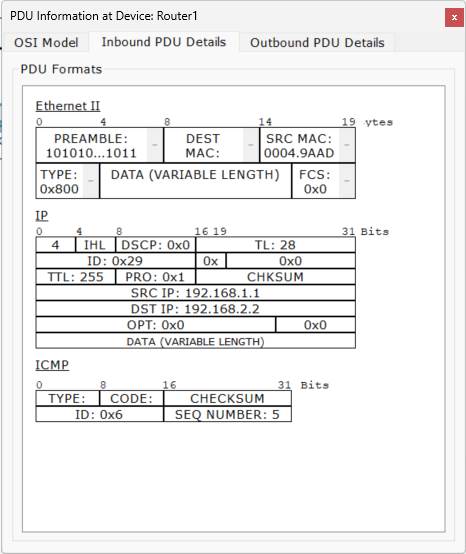 PDU Information at Device: Router1
x
OSI Model Inbound PDU Details Outbound PDU Details
PDU Formats
Ethernet II
0 4 8 14 19 ytes
PREAMBLE: 101010...1011 DEST MAC: SRC MAC: 0004.9AAD
TYPE: 0x800 DATA (VARIABLE LENGTH) FCS: 0x0
IP
0 4 8 16 19 31 Bits
4 IHL DSCP: 0x0 TL: 28
ID: 0x29 0x 0x0
TTL: 255 PRO: 0x1 CHKSUM
SRC IP: 192.168.1.1
DST IP: 192.168.2.2
OPT: 0x0 0x0
DATA (VARIABLE LENGTH)
ICMP
0 8 16 31 Bits
TYPE: CODE: CHECKSUM
ID: 0x6 SEQ NUMBER: 5